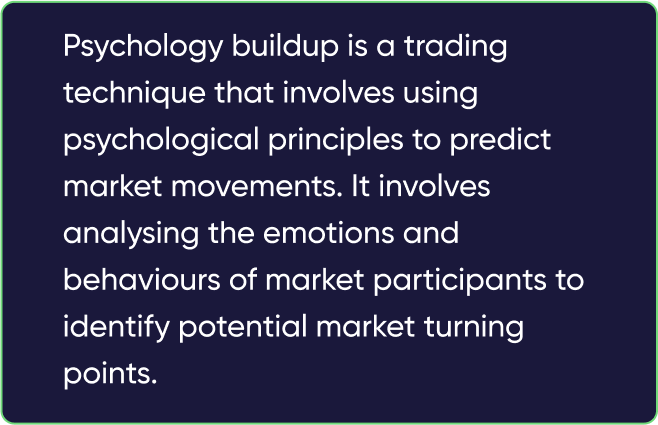 Psychology buildup is a trading
technique that involves using
psychological principles to predict
market movements. It involves
analysing the emotions and
behaviours of market participants to
identify potential market turning
points.